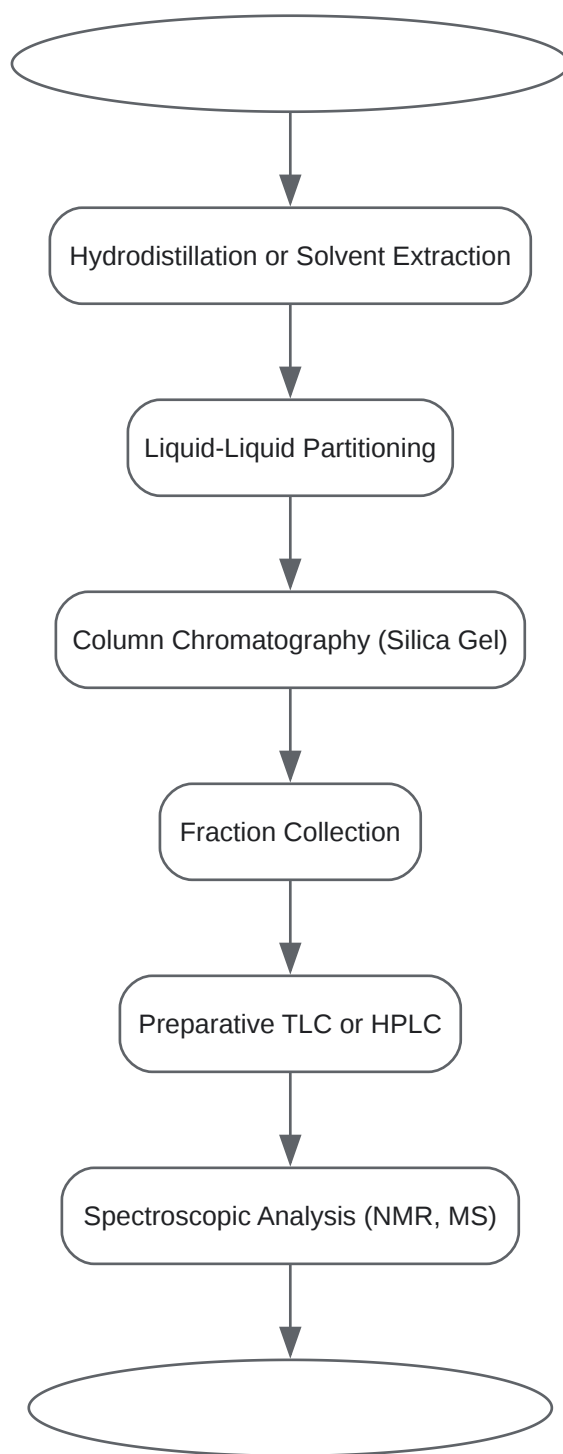 Hydrodistillation or Solvent Extraction
Liquid-Liquid Partitioning
Column Chromatography (Silica Gel)
Fraction Collection
Preparative TLC or HPLC
Spectroscopic Analysis (NMR, MS)